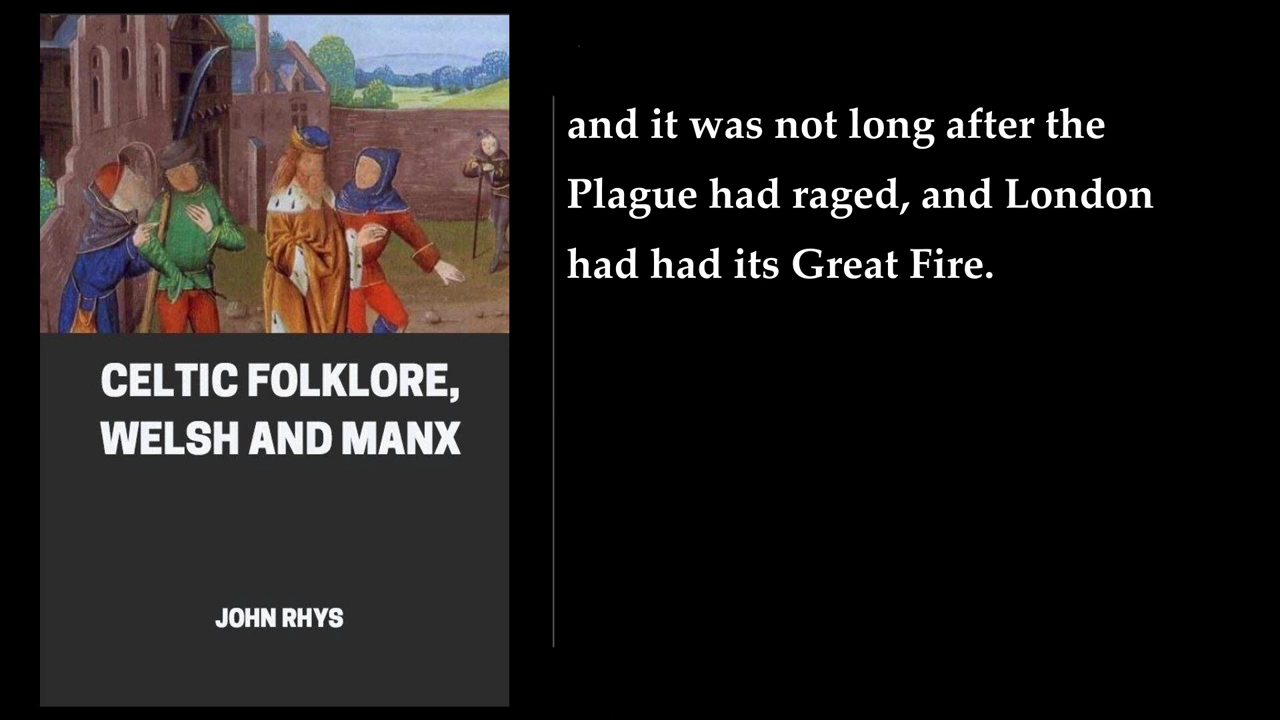 CELTIC FOLKLORE,
WELSH AND MANX
JOHN RHYS
and it was not long after the
Plague had raged, and London
had had its Great Fire.